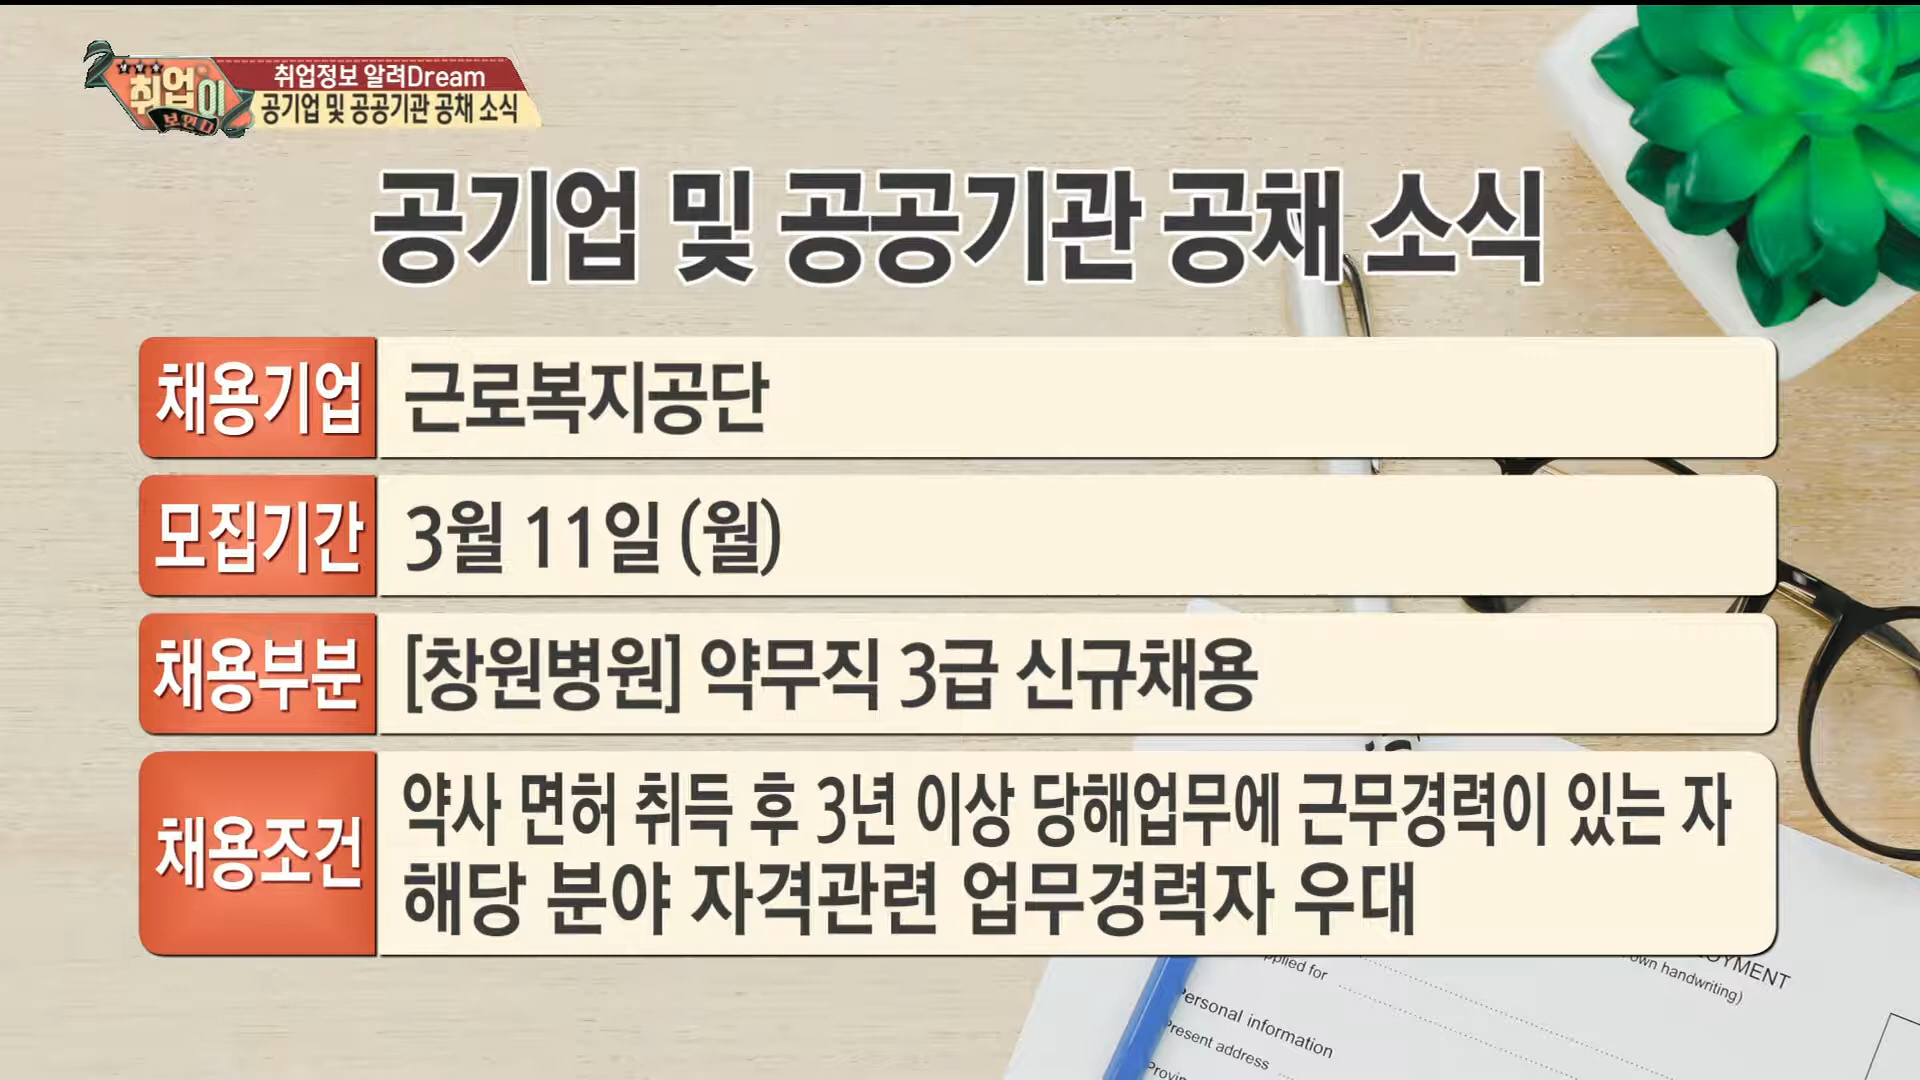 취업이
보인다
취업정보 알려Dream
공기업 및 공공기관 공채 소식
공기업 및 공공기관 공채 소식
채용기업
근로복지공단
모집기간
3월 11일 (월)
채용부분
[창원병원] 약무직 3급 신규채용
채용조건
약사 면허 취득 후 3년 이상 당해업무에 근무경력이 있는 자
해당 분야 자격관련 업무경력자 우대
OYMENT
own handwriting)
pplied for
Personal information
Present address